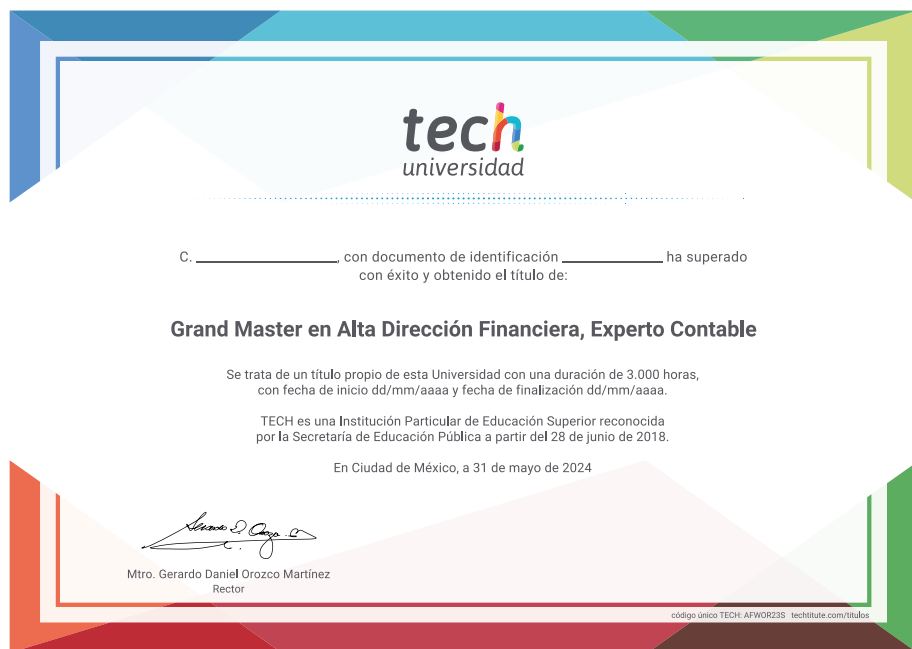 tech
universidad
C. ____________________, con documento de identificación ______________ ha superado
con éxito y obtenido el título de:
Grand Master en Alta Dirección Financiera, Experto Contable
Se trata de un título propio de esta Universidad con una duración de 3.000 horas,
con fecha de inicio dd/mm/aaaa y fecha de finalización dd/mm/aaaa.
TECH es una Institución Particular de Educación Superior reconocida
por la Secretaría de Educación Pública a partir del 28 de junio de 2018.
En Ciudad de México, a 31 de mayo de 2024
Mtro. Gerardo Daniel Orozco Martínez
Rector
código único TECH: AFWOR23S techtitute.com/titulos